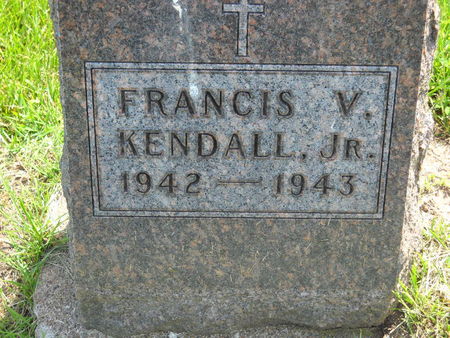 FRANCIS V.
KENDALL, JR.
1942 — 1943